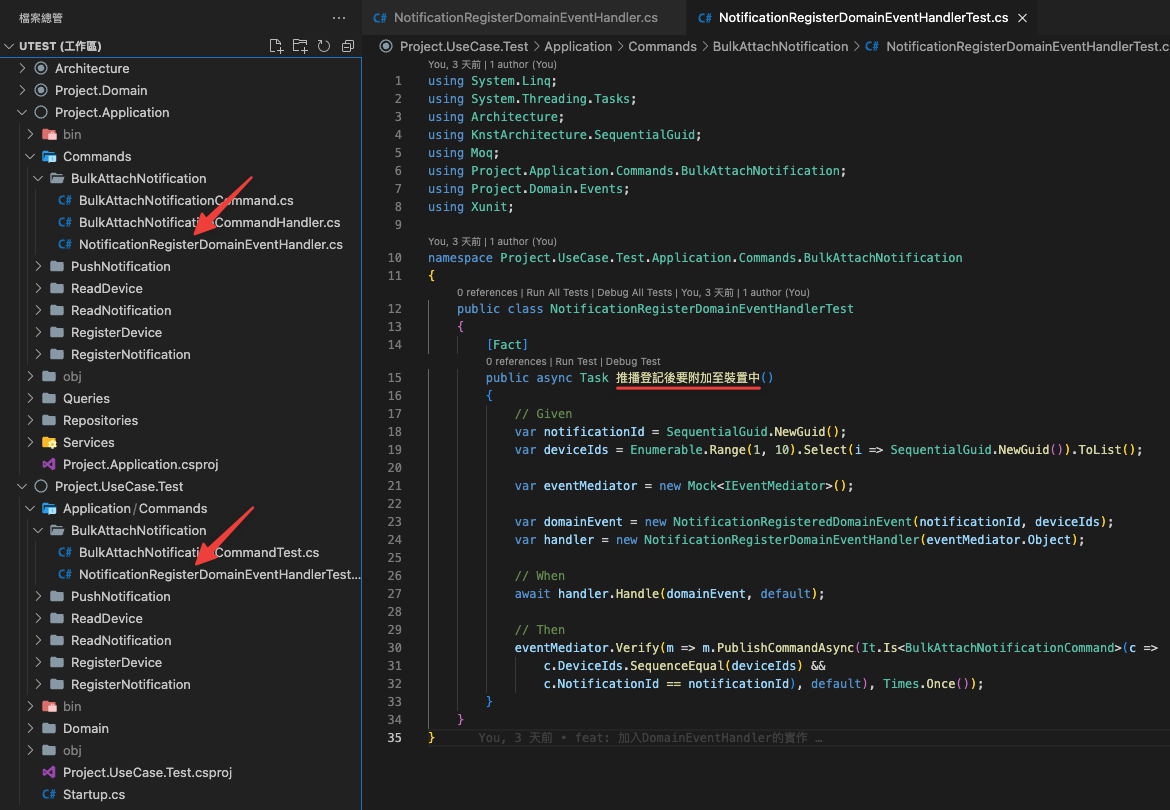 檔案總管
UTEST (工作區)
Architecture
Project.Domain
Project.Application
bin
Commands
BulkAttachNotification
C# BulkAttachNotificationCommand.cs
C# CommandHandler.cs
C# NotificationRegisterDomainEventHandler.cs
PushNotification
ReadDevice
ReadNotification
RegisterDevice
RegisterNotification
obj
Queries
Repositories
Services
Project.Application.csproj
Project.UseCase.Test
Application/Commands
BulkAttachNotification
C# CommandTest.cs
C# NotificationRegisterDomainEventHandlerTest...
PushNotification
ReadDevice
ReadNotification
RegisterDevice
RegisterNotification
bin
Domain
obj
Project.UseCase.Test.csproj
C# Startup.cs
C# NotificationRegisterDomainEventHandler.cs
C# NotificationRegisterDomainEventHandlerTest.cs
Project.UseCase.Test > Application > Commands > BulkAttachNotification > C# NotificationRegisterDomainEventHandlerTest.c
You, 3 天前 | 1 author (You)
1 using System.Linq;
2 using System.Threading.Tasks;
3 using Architecture;
4 using KnstArchitecture.SequentialGuid;
5 using Moq;
6 using Project.Application.Commands.BulkAttachNotification;
7 using Project.Domain.Events;
8 using Xunit;
9
You, 3 天前 | 1 author (You)
10 namespace Project.UseCase.Test.Application.Commands.BulkAttachNotification
11 {
0 references | Run All Tests | Debug All Tests | You, 3 天前 | 1 author (You)
12 public class NotificationRegisterDomainEventHandlerTest
13 {
14 [Fact]
0 references | Run Test | Debug Test
15 public async Task 推播登記後要附加至裝置中()
16 {
17 // Given
18 var notificationId = SequentialGuid.NewGuid();
19 var deviceIds = Enumerable.Range(1, 10).Select(i => SequentialGuid.NewGuid()).ToList();
20
21 var eventMediator = new Mock<IEventMediator>();
22
23 var domainEvent = new NotificationRegisteredDomainEvent(notificationId, deviceIds);
24 var handler = new NotificationRegisterDomainEventHandler(eventMediator.Object);
25
26 // When
27 await handler.Handle(domainEvent, default);
28
29 // Then
30 eventMediator.Verify(m => m.PublishCommandAsync(It.Is<BulkAttachNotificationCommand>(c =>
31 c.DeviceIds.SequenceEqual(deviceIds) &&
32 c.NotificationId == notificationId), default), Times.Once());
33 }
34 }
35 } You, 3 天前 • feat: 加入DomainEventHandler的實作 …